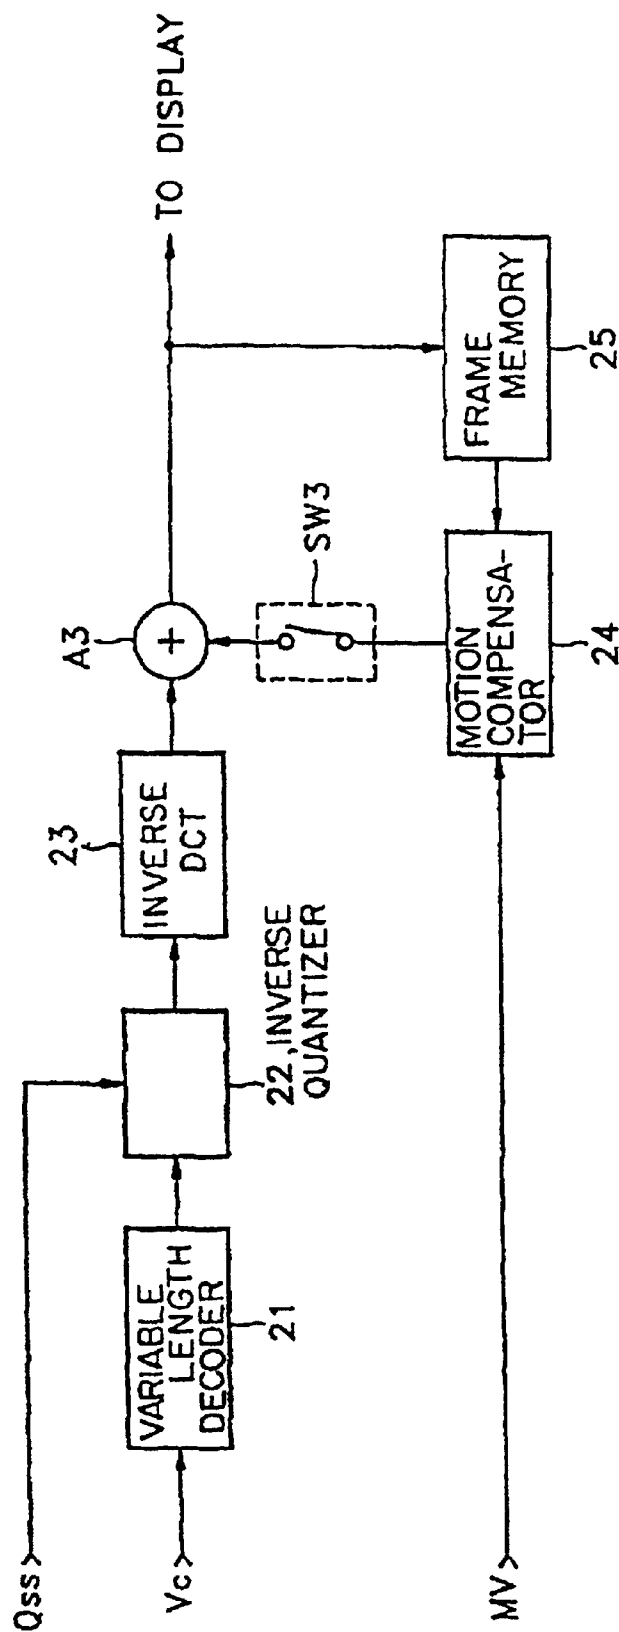 Qss
Vc
VARIABLE
LENGTH
DECODER
21
22, INVERSE
QUANTIZER
23
INVERSE
DCT
A3
+
SW3
TO DISPLAY
MV
MOTION
COMPENSA-
TOR
24
FRAME
MEMORY
25